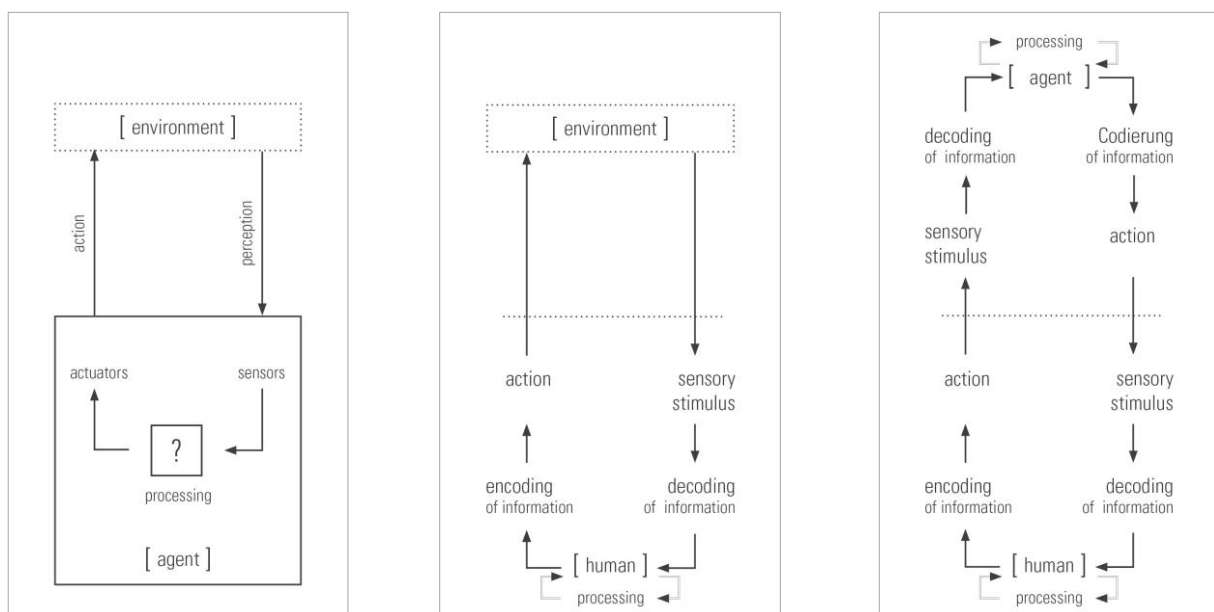 [ environment ]
action
perception
actuators
sensors
?
processing
[ agent ]
[ environment ]
action
sensory
stimulus
encoding
of information
decoding
of information
[ human ]
processing
processing
[ agent ]
decoding
of information
Codierung
of information
sensory
stimulus
action
action
sensory
stimulus
encoding
of information
decoding
of information
[ human ]
processing